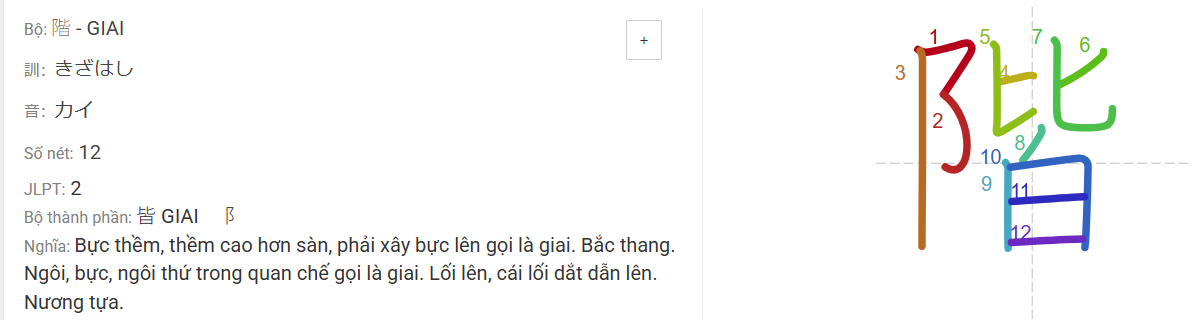 Bộ: 階 - GIAI
+
訓: きざはし
音: カイ
Số nét: 12
JLPT: 2
Bộ thành phần: 皆 GIAI 阝
Nghĩa: Bực thềm, thềm cao hơn sàn, phải xây bực lên gọi là giai. Bắc thang.
Ngôi, bực, ngôi thứ trong quan chế gọi là giai. Lối lên, cái lối dắt dẫn lên.
Nương tựa.
階
1 5 7 6
3 4
2
8
10
9
11
12